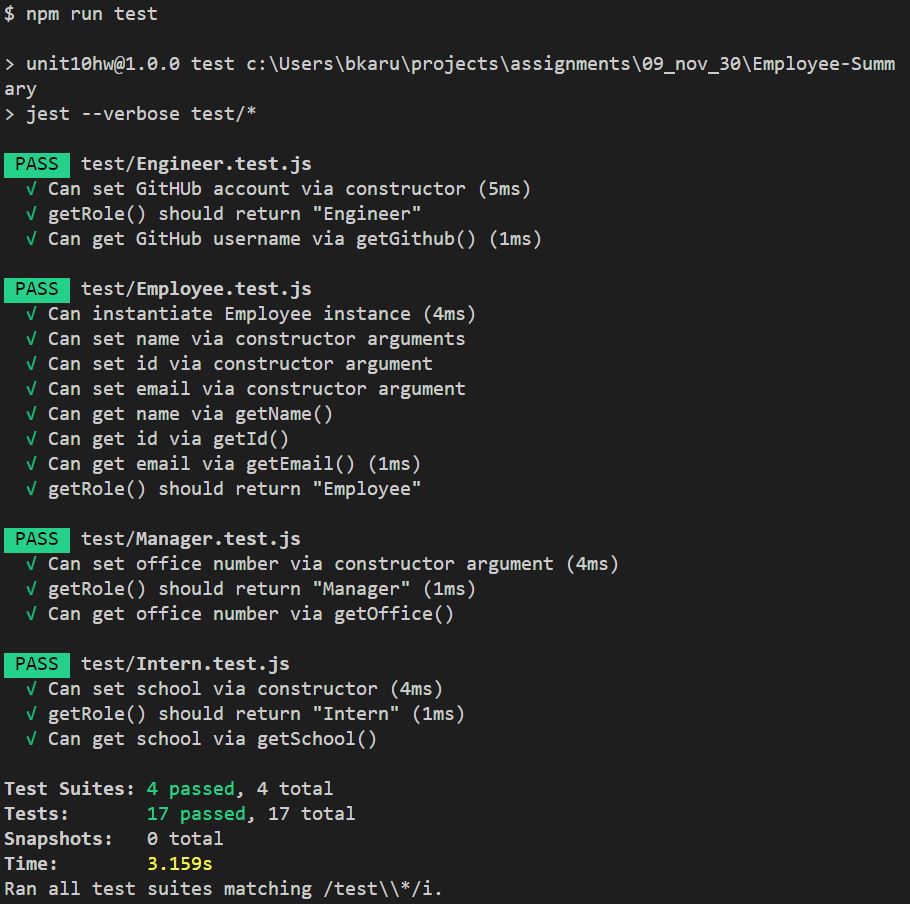 $ npm run test
> unit10hw@1.0.0 test c:\Users\bkaru\projects\assignments\09_nov_30\Employee-Summ
ary
> jest --verbose test/*
PASS test/Engineer.test.js
√ Can set GitHUb account via constructor (5ms)
√ getRole() should return "Engineer"
√ Can get GitHub username via getGithub() (1ms)
PASS test/Employee.test.js
√ Can instantiate Employee instance (4ms)
√ Can set name via constructor arguments
√ Can set id via constructor argument
√ Can set email via constructor argument
√ Can get name via getName()
√ Can get id via getId()
√ Can get email via getEmail() (1ms)
√ getRole() should return "Employee"
PASS test/Manager.test.js
√ Can set office number via constructor argument (4ms)
√ getRole() should return "Manager" (1ms)
√ Can get office number via getOffice()
PASS test/Intern.test.js
√ Can set school via constructor (4ms)
√ getRole() should return "Intern" (1ms)
√ Can get school via getSchool()
Test Suites: 4 passed, 4 total
Tests: 17 passed, 17 total
Snapshots: 0 total
Time: 3.159s
Ran all test suites matching /test\\*/i.